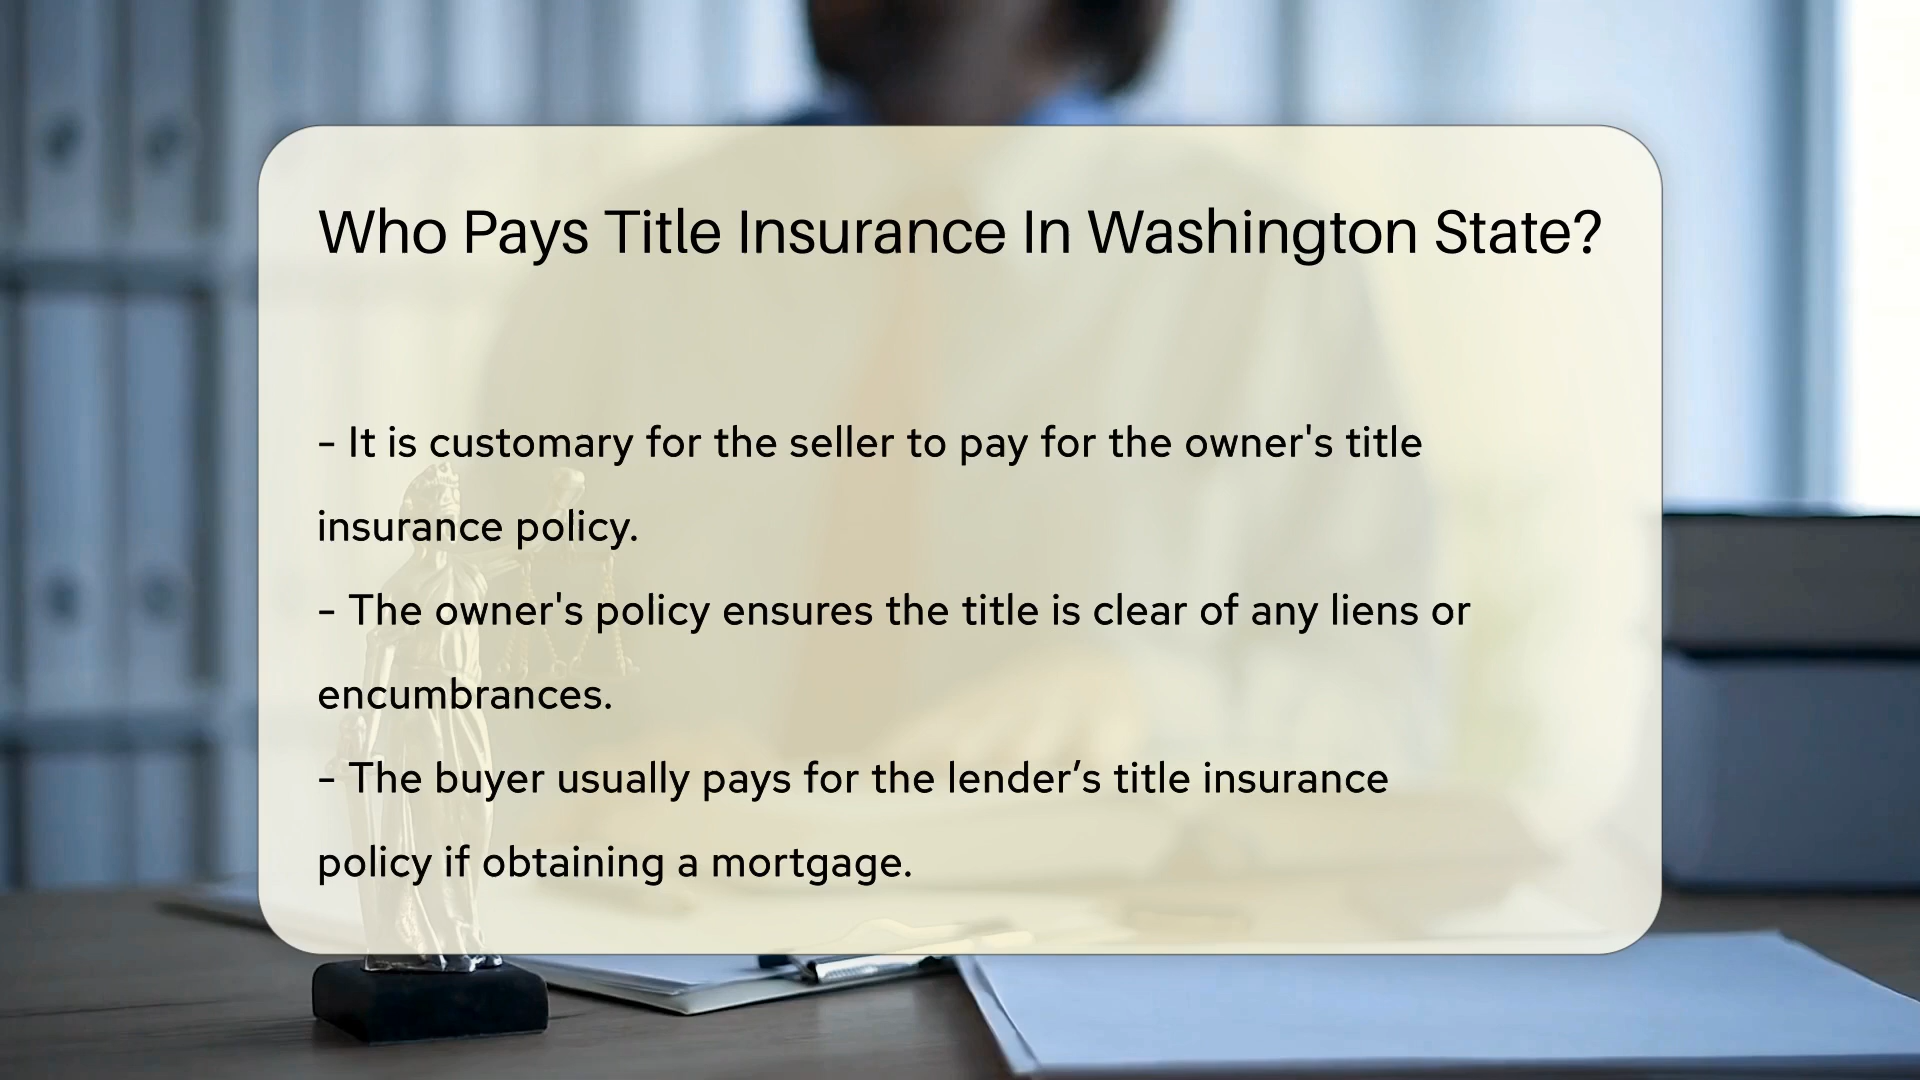 Who Pays Title Insurance In Washington State?
- It is customary for the seller to pay for the owner's title
insurance policy.
- The owner's policy ensures the title is clear of any liens or
encumbrances.
- The buyer usually pays for the lender’s title insurance
policy if obtaining a mortgage.